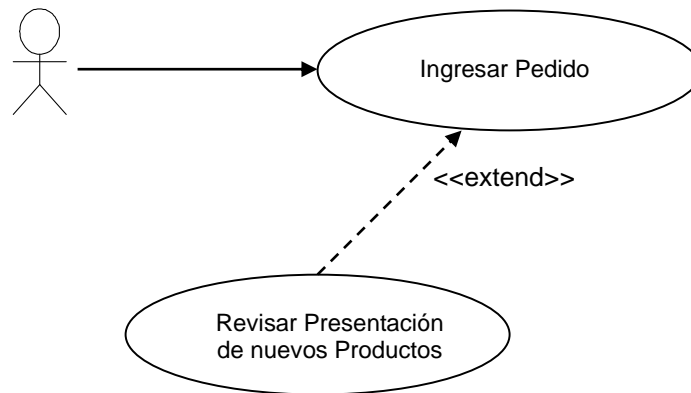 Ingresar Pedido
<<extend>>
Revisar Presentación
de nuevos Productos